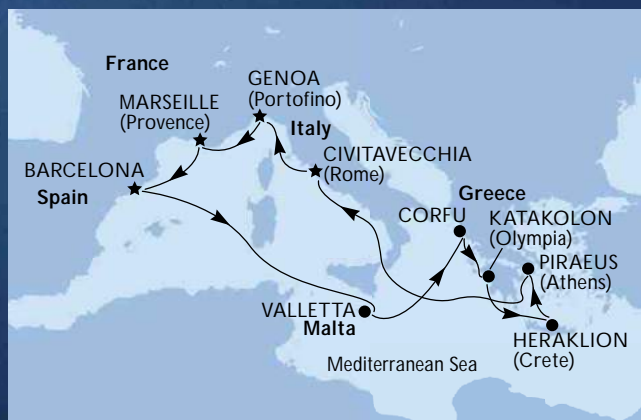 France
GENOA
(Portofino)
MARSEILLE
(Provence)
Italy
CIVITAVECCHIA
(Rome)
BARCELONA
Spain
Greece
CORFU
KATAKOLON
(Olympia)
PIRAEUS
(Athens)
VALLETTA
Malta
HERAKLION
(Crete)
Mediterranean Sea